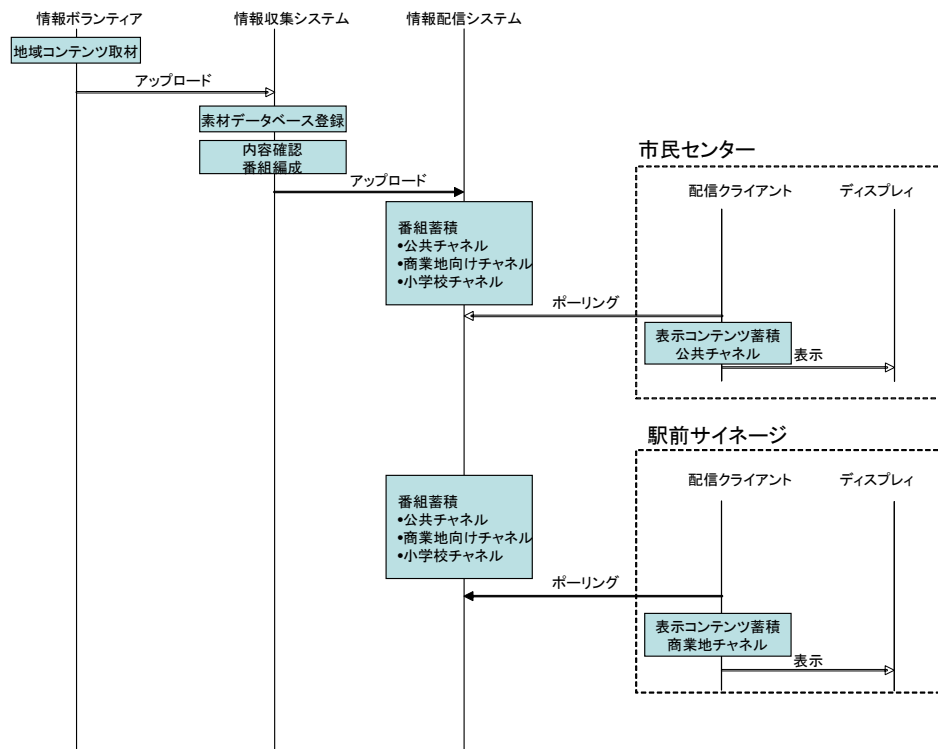 情報ボランティア
情報収集システム
情報配信システム
地域コンテンツ取材
アップロード
素材データベース登録
内容確認
番組編成
アップロード
市民センター
配信クライアント
ディスプレィ
番組蓄積
•公共チャネル
•商業地向けチャネル
•小学校チャネル
ポーリング
表示コンテンツ蓄積
公共チャネル
表示
駅前サイネージ
配信クライアント
ディスプレィ
番組蓄積
•公共チャネル
•商業地向けチャネル
•小学校チャネル
ポーリング
表示コンテンツ蓄積
商業地チャネル
表示